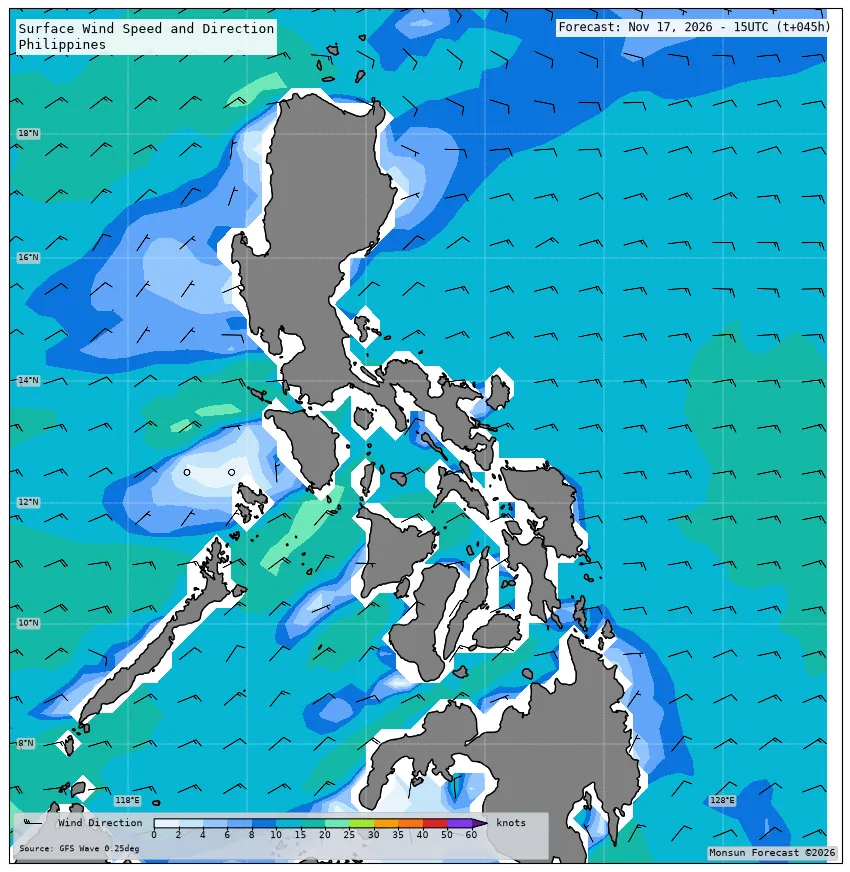 Surface Wind Speed and Direction
Philippines
Forecast: Nov 17, 2026 - 15UTC (t+045h)
18°N
16°N
14°N
12°N
10°N
8°N
118°E
128°E
Wind Direction
0 2 4 6 8 10 15 20 25 30 35 40 50 60
knots
Source: GFS Wave 0.25deg
Monsun Forecast ©2026